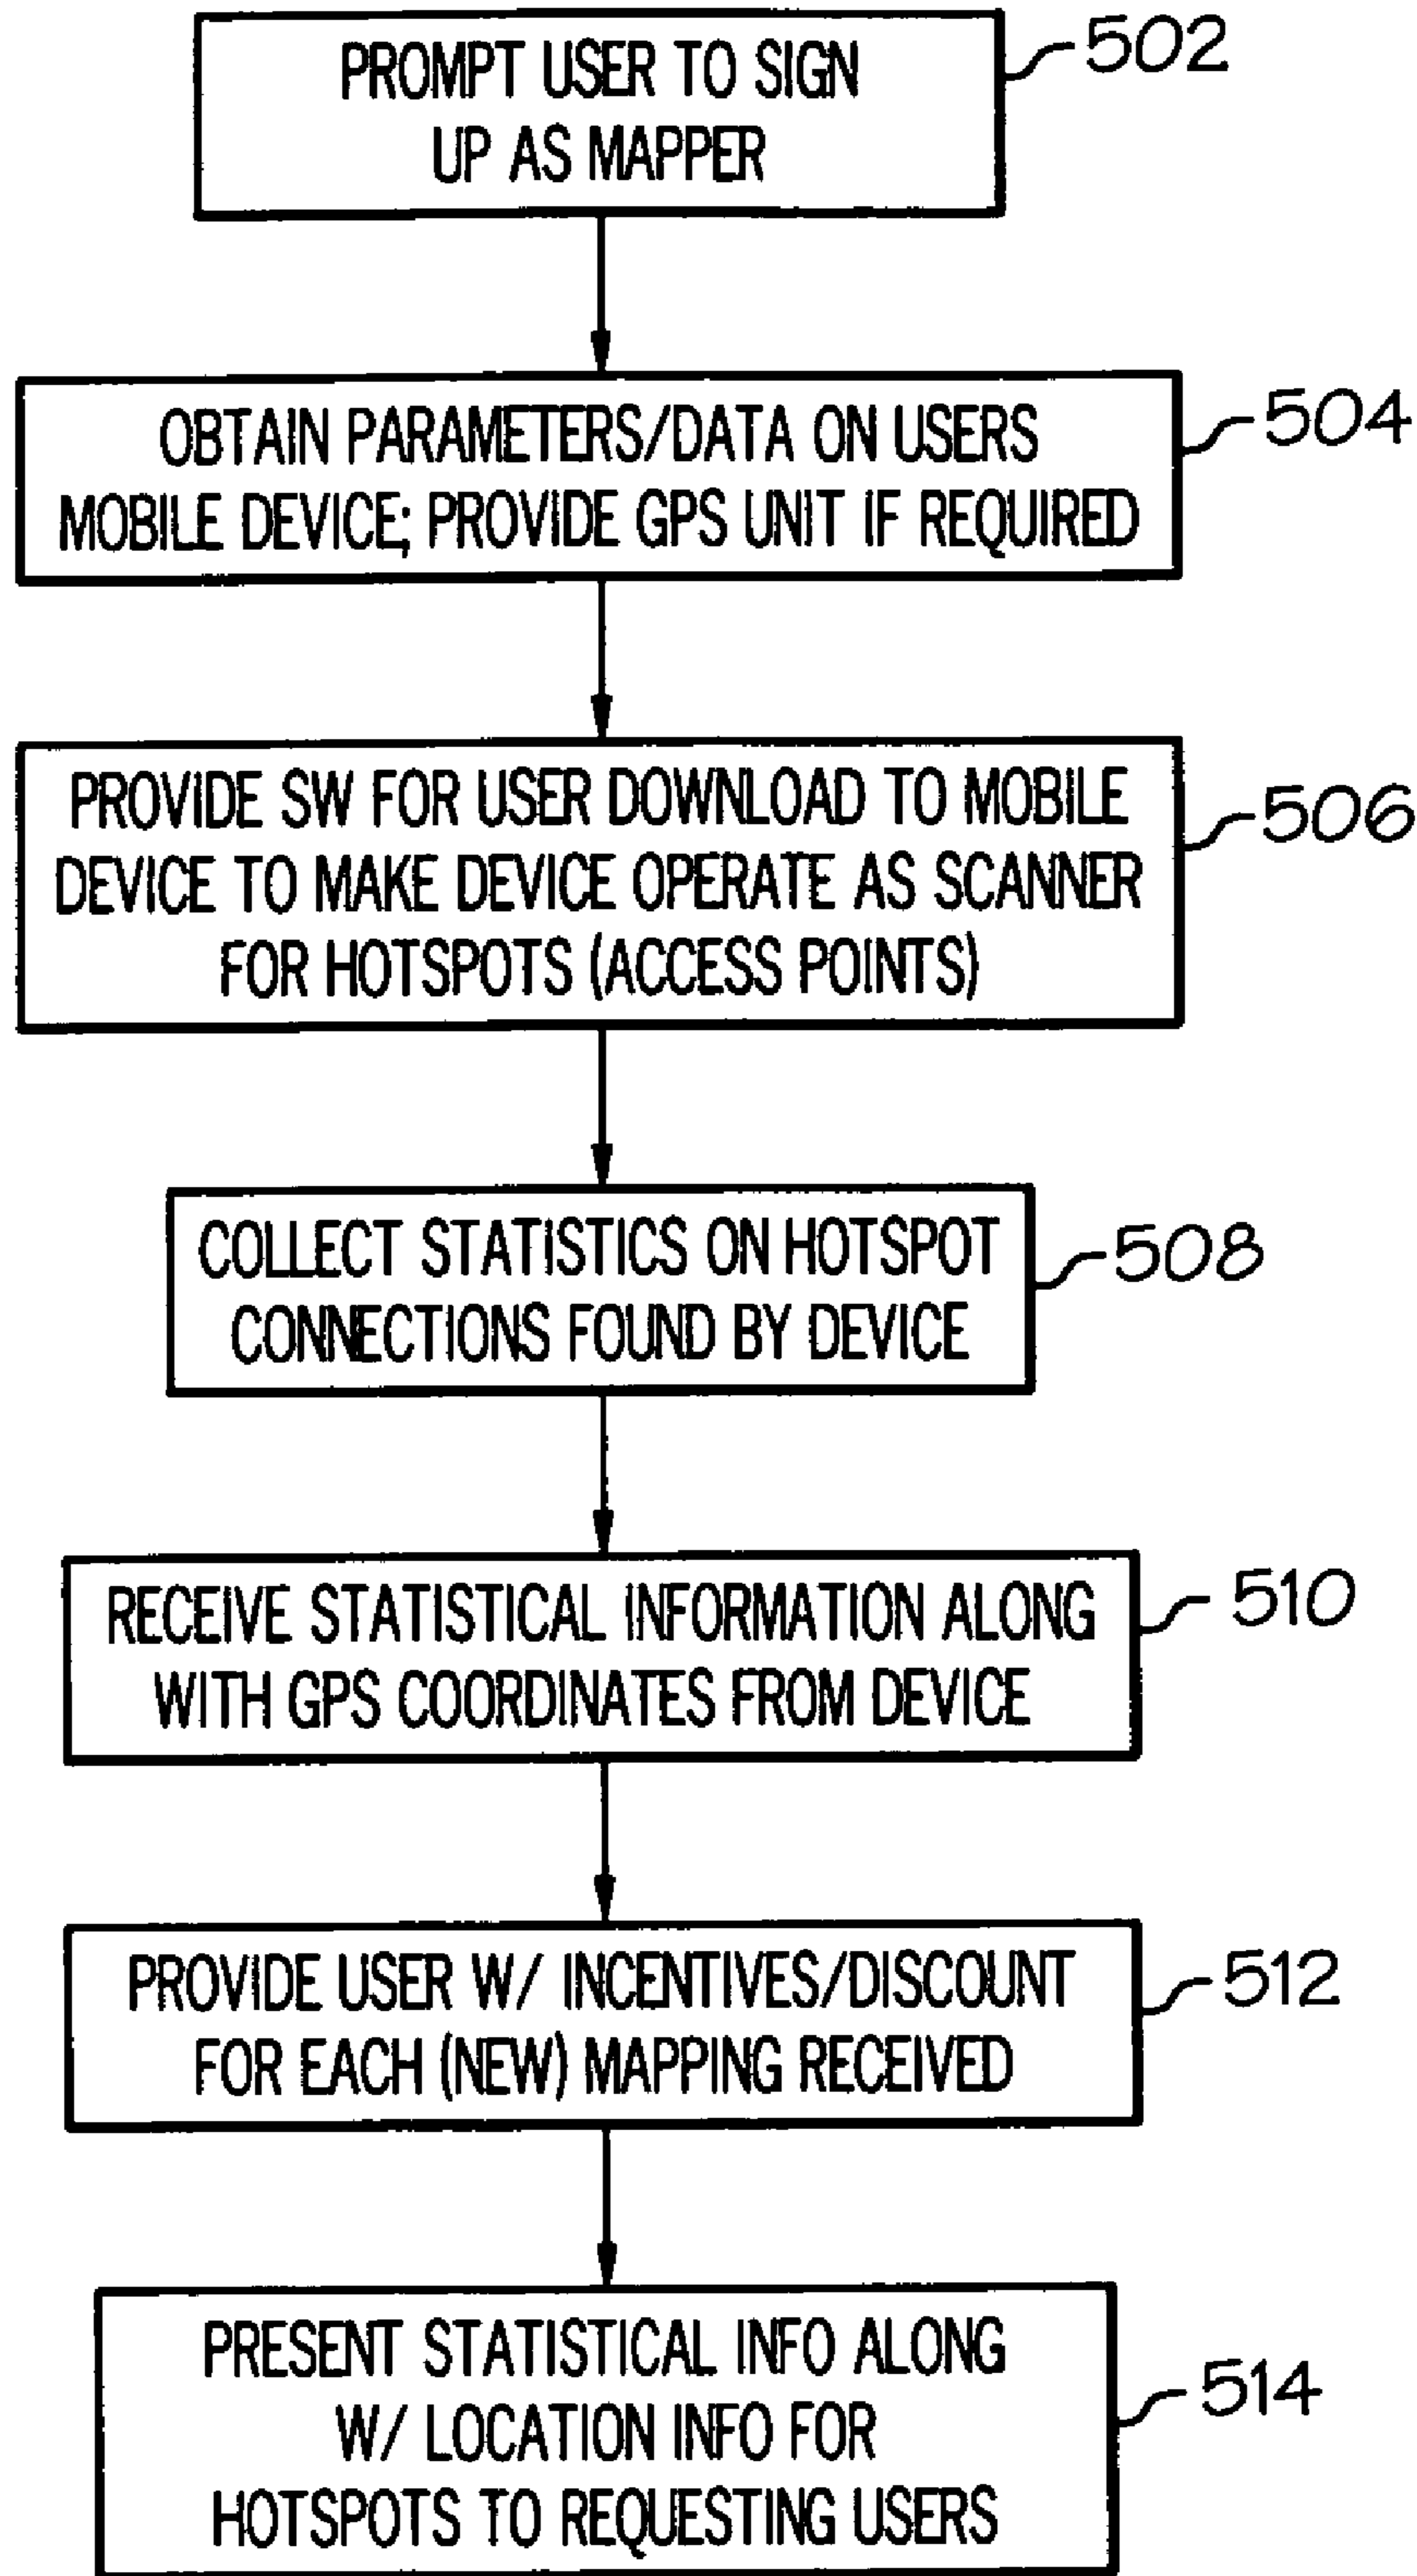 PROMPT USER TO SIGN
UP AS MAPPER
502
OBTAIN PARAMETERS/DATA ON USERS
MOBILE DEVICE; PROVIDE GPS UNIT IF REQUIRED
504
PROVIDE SW FOR USER DOWNLOAD TO MOBILE
DEVICE TO MAKE DEVICE OPERATE AS SCANNER
FOR HOTSPOTS (ACCESS POINTS)
506
COLLECT STATISTICS ON HOTSPOT
CONNECTIONS FOUND BY DEVICE
508
RECEIVE STATISTICAL INFORMATION ALONG
WITH GPS COORDINATES FROM DEVICE
510
PROVIDE USER W/ INCENTIVES/DISCOUNT
FOR EACH (NEW) MAPPING RECEIVED
512
PRESENT STATISTICAL INFO ALONG
W/ LOCATION INFO FOR
HOTSPOTS TO REQUESTING USERS
514